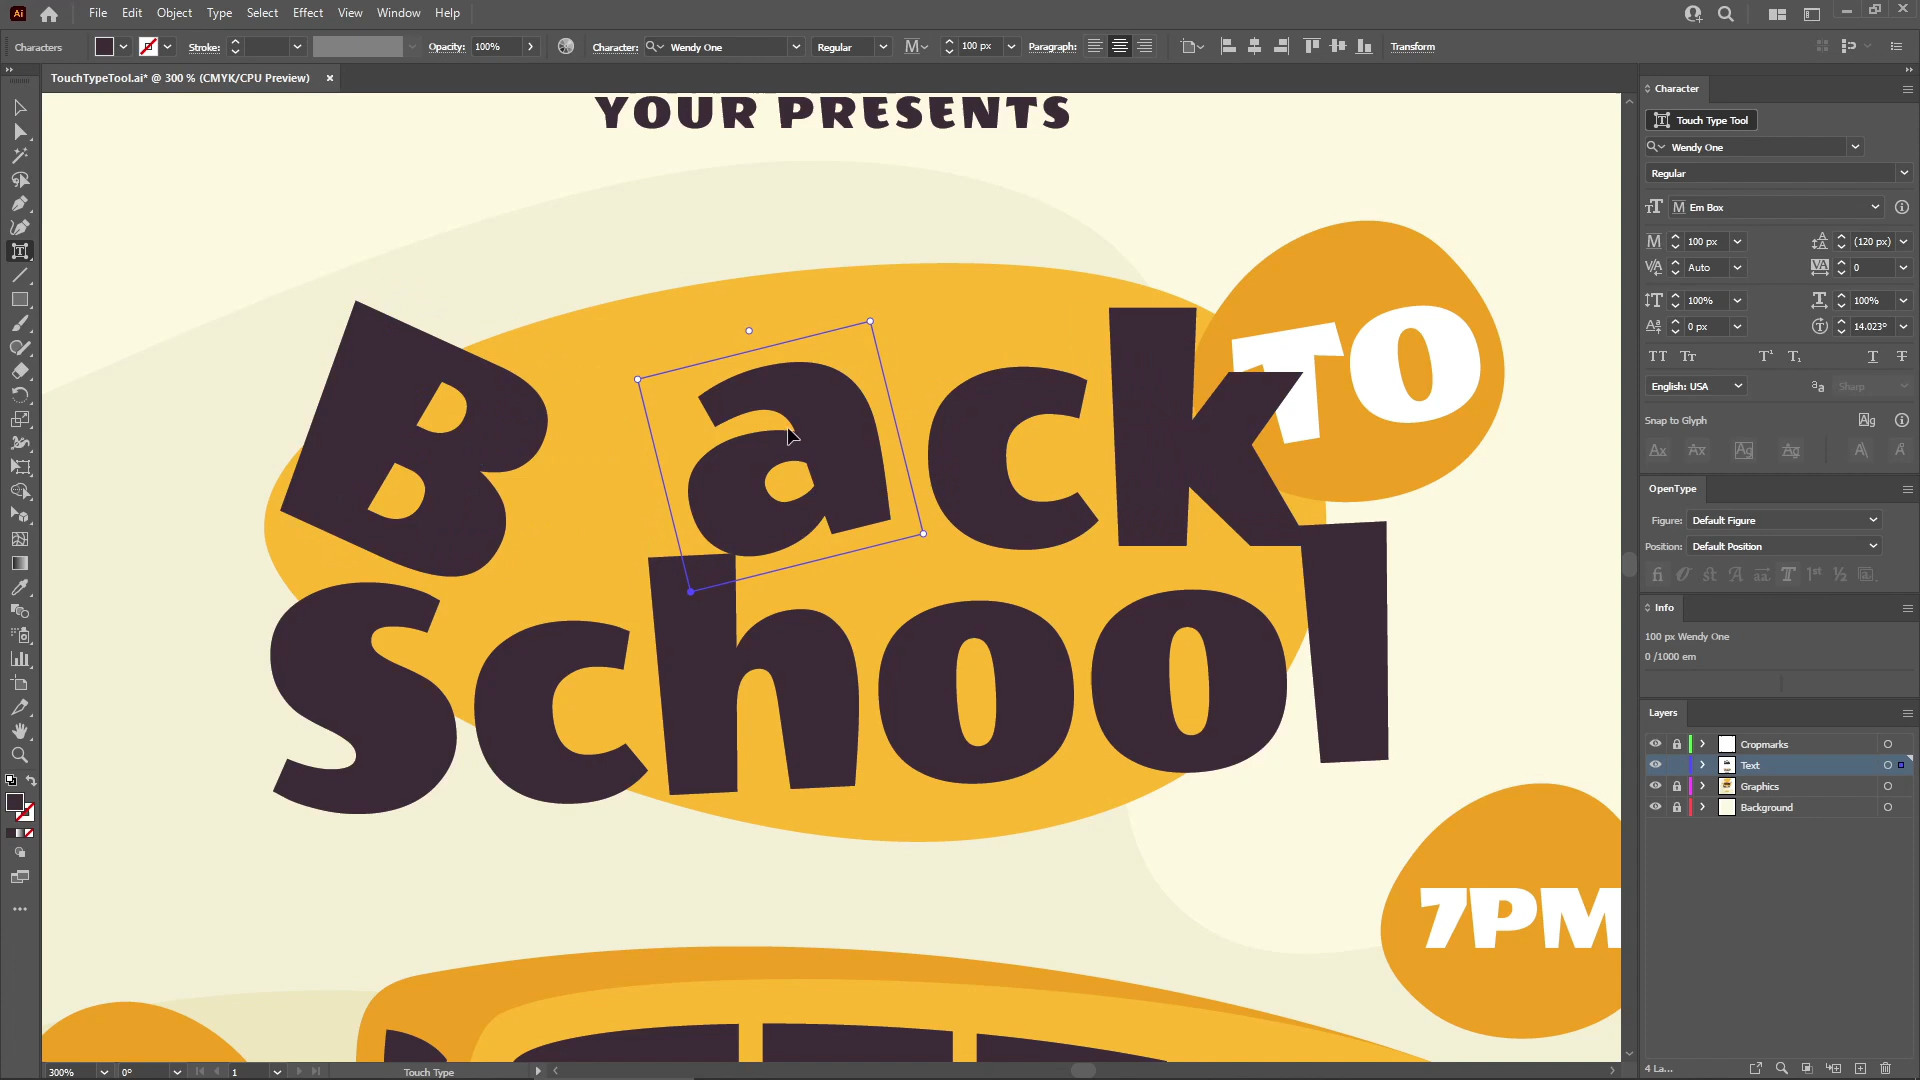 Ai File Edit Object Type Select Effect View Window Help
Characters Stroke: Opacity: 100% Character: Wendy One Regular 100 px Paragraph: Transform
TouchTypeTool.ai* @ 300 % (CMYK/CPU Preview)
YOUR PRESENTS
Back
TO
School
7PM
Character
Touch Type Tool
Wendy One
Regular
Em Box
100 px (120 px)
Auto 0
100% 100%
0 px 14.023°
English: USA Sharp
Snap to Glyph
OpenType
Figure: Default Figure
Position: Default Position
Info
100 px Wendy One
0 /1000 em
Layers
Cropmarks
Text
Graphics
Background
4 La...
300% 0° 1 Touch Type